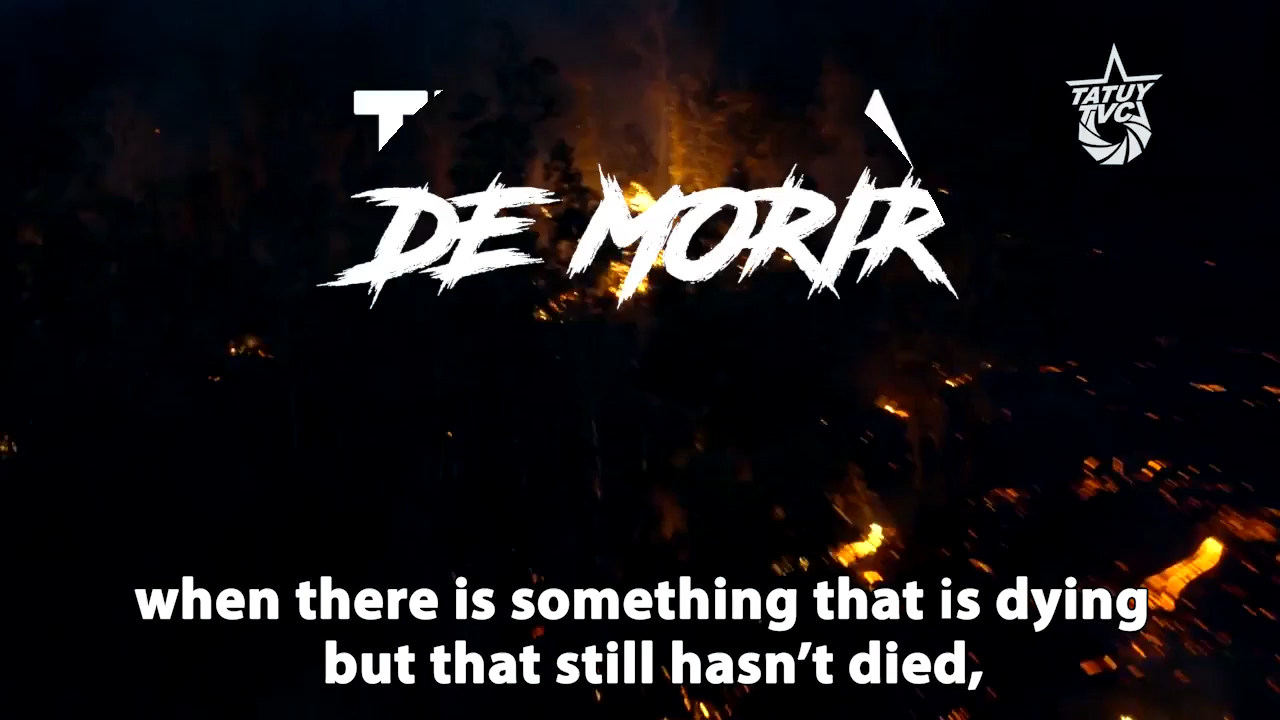 TATUY
TVC
DE MORIR
when there is something that is dying
but that still hasn't died,